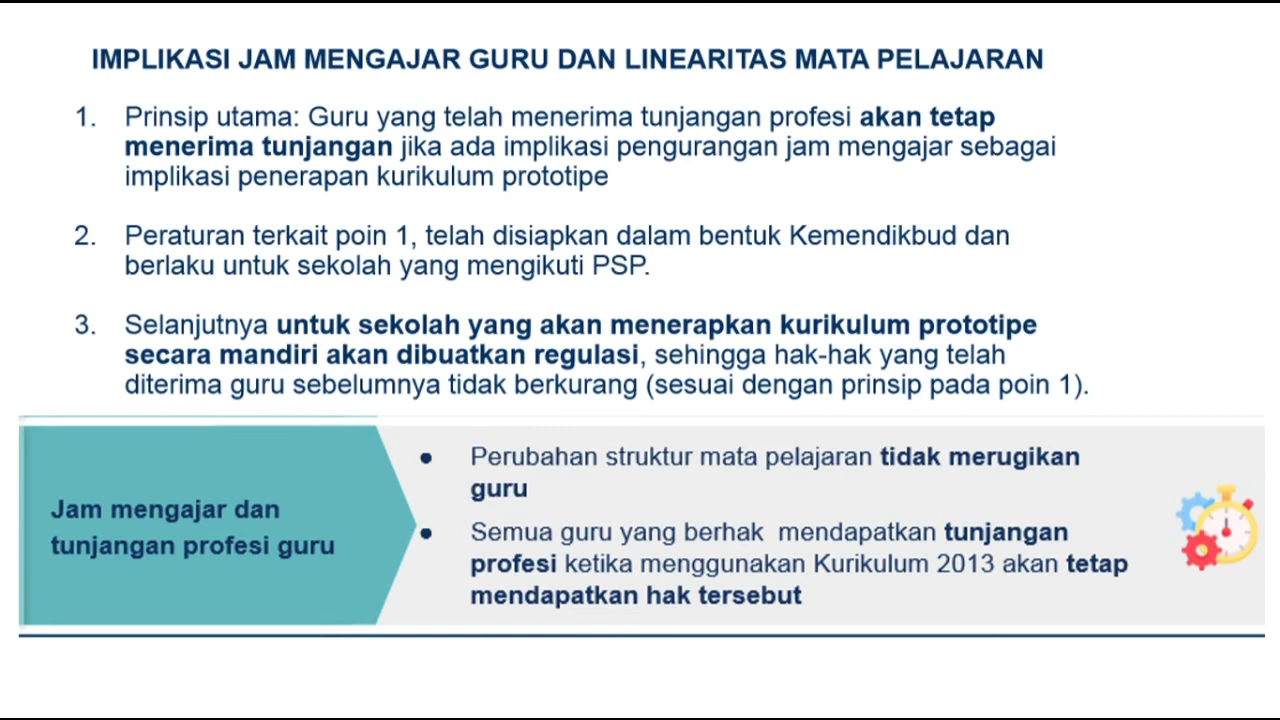 IMPLIKASI JAM MENGAJAR GURU DAN LINEARITAS MATA PELAJARAN
1. Prinsip utama: Guru yang telah menerima tunjangan profesi akan tetap
menerima tunjangan jika ada implikasi pengurangan jam mengajar sebagai
implikasi penerapan kurikulum prototipe
2. Peraturan terkait poin 1, telah disiapkan dalam bentuk Kemendikbud dan
berlaku untuk sekolah yang mengikuti PSP.
3. Selanjutnya untuk sekolah yang akan menerapkan kurikulum prototipe
secara mandiri akan dibuatkan regulasi, sehingga hak-hak yang telah
diterima guru sebelumnya tidak berkurang (sesuai dengan prinsip pada poin 1).
Jam mengajar dan
tunjangan profesi guru
● Perubahan struktur mata pelajaran tidak merugikan
guru
● Semua guru yang berhak mendapatkan tunjangan
profesi ketika menggunakan Kurikulum 2013 akan tetap
mendapatkan hak tersebut